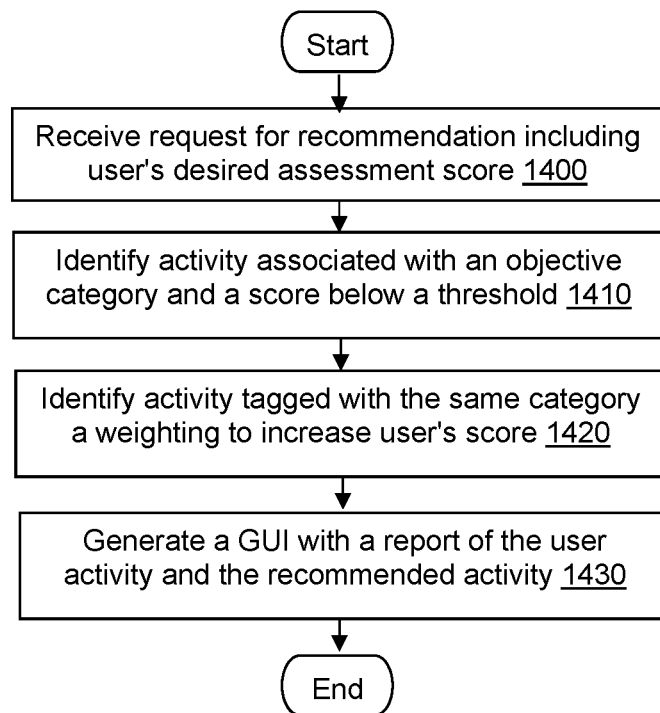 Start
Receive request for recommendation including
user's desired assessment score 1400
Identify activity associated with an objective
category and a score below a threshold 1410
Identify activity tagged with the same category
a weighting to increase user's score 1420
Generate a GUI with a report of the user
activity and the recommended activity 1430
End